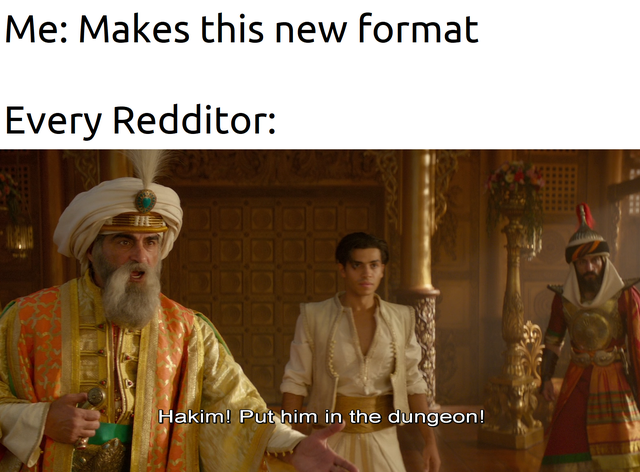 Me: Makes this new format
Every Redditor:
Hakim! Put him in the dungeon!